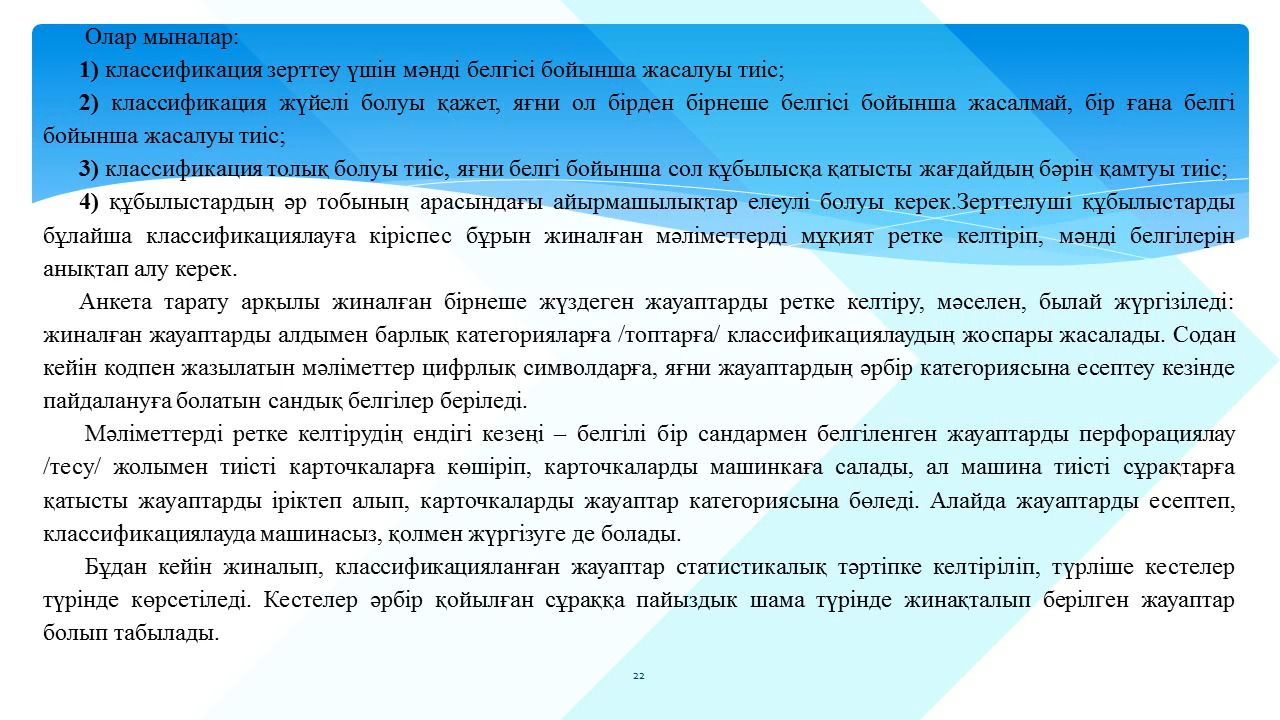 Олар мыналар:
1) классификация зерттеу үшін мәнді белгісі бойынша жасалуы тиіс;
2) классификация жүйелі болуы қажет, яғни ол бірден бірнеше белгісі бойынша жасалмай, бір ғана белгі
бойынша жасалуы тиіс;
3) классификация толық болуы тиіс, яғни белгі бойынша сол құбылысқа қатысты жағдайдың бәрін қамтуы тиіс;
4) құбылыстардың әр тобының арасындағы айырмашылықтар елеулі болуы керек.Зерттелуші құбылыстарды
бұлайша классификациялауға кіріспес бұрын жиналған мәліметтерді мұқият ретке келтіріп, мәнді белгілерін
анықтап алу керек.
Анкета тарату арқылы жиналған бірнеше жүздеген жауаптарды ретке келтіру, мәселен, былай жүргізіледі:
жиналған жауаптарды алдымен барлық категорияларға /топтарға/ классификациялаудың жоспары жасалады. Содан
кейін кодпен жазылатын мәліметтер цифрлық символдарға, яғни жауаптардың әрбір категориясына есептеу кезінде
пайдалануға болатын сандық белгілер беріледі.
Мәліметтерді ретке келтірудің ендігі кезеңі – белгілі бір сандармен белгіленген жауаптарды перфорациялау
/тесу/ жолымен тиісті карточкаларға көшіріп, карточкаларды машинкаға салады, ал машина тиісті сұрақтарға
қатысты жауаптарды іріктеп алып, карточкаларды жауаптар категориясына бөледі. Алайда жауаптарды есептеп,
классификациялауда машинасыз, қолмен жүргізуге де болады.
Бұдан кейін жиналып, классификацияланған жауаптар статистикалық тәртіпке келтіріліп, түрліше кестелер
түрінде көрсетіледі. Кестелер әрбір қойылған сұраққа пайыздык шама түрінде жинақталып берілген жауаптар
болып табылады.
22